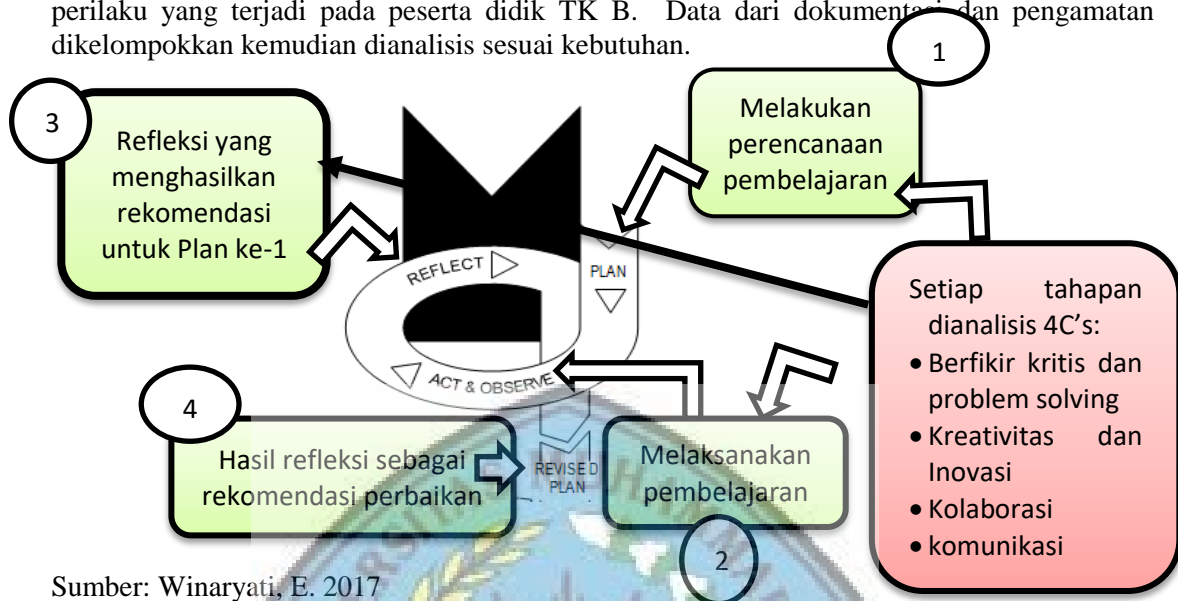 perilaku yang terjadi pada peserta didik TK B. Data dari dokumentasi dan pengamatan
dikelompokkan kemudian dianalisis sesuai kebutuhan.
1
Melakukan
perencanaan
pembelajaran
3
Refleksi yang
menghasilkan
rekomendasi
untuk Plan ke-1
REFLECT
PLAN
ACT & OBSERVE
REVISED
PLAN
Setiap tahapan
dianalisis 4C’s:
• Berfikir kritis dan
problem solving
• Kreativitas dan
Inovasi
• Kolaborasi
• komunikasi
4
Hasil refleksi sebagai
rekomendasi perbaikan
Melaksanakan
pembelajaran
2
Sumber: Winaryati, E. 2017